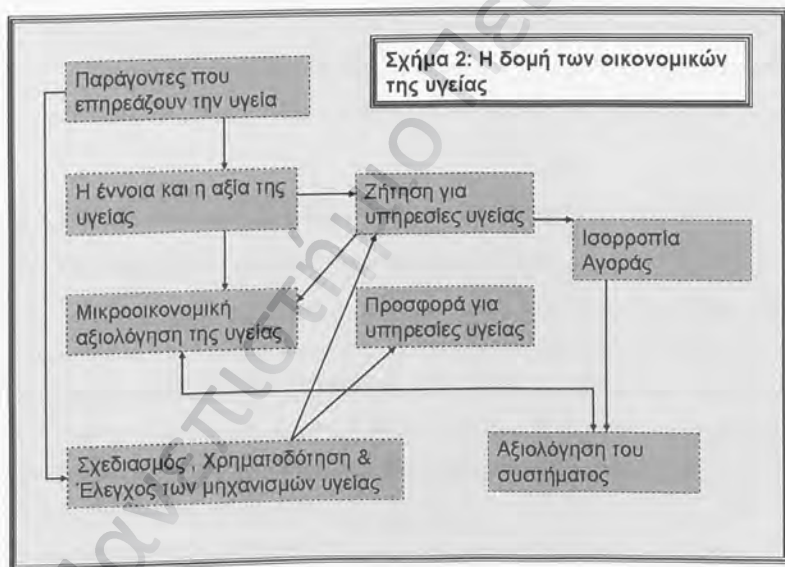 Σχήμα 2: Η δομή των οικονομικών
της υγείας
Παράγοντες που
επηρεάζουν την υγεία
Η έννοια και η αξία της
υγείας
Ζήτηση για
υπηρεσίες υγείας
Ισορροπία
Αγοράς
Μικροοικονομική
αξιολόγηση της υγείας
Προσφορά για
υπηρεσίες υγείας
Σχεδιασμός , Χρηματοδότηση &
Έλεγχος των μηχανισμών υγείας
Αξιολόγηση του
συστήματος